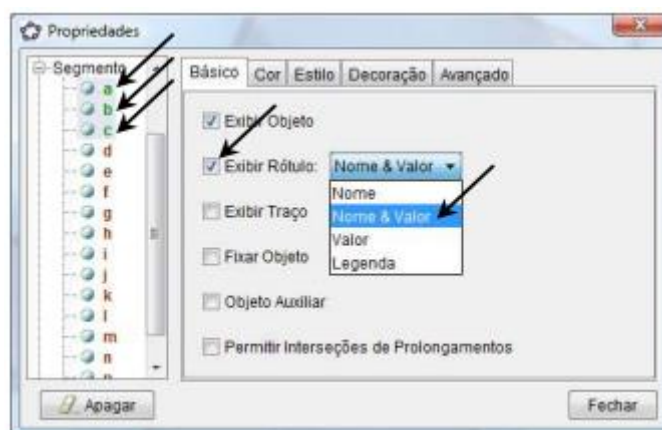 Propriedades
Segmento
a
b
c
d
e
f
g
h
i
j
k
l
m
n
Básico Cor Estilo Decoração Avançado
Exibir Objeto
Exibir Rótulo: Nome & Valor
Nome
Nome & Valor
Valor
Legenda
Exibir Traço
Fixar Objeto
Objeto Auxiliar
Permitir Interseções de Prolongamentos
Apagar
Fechar